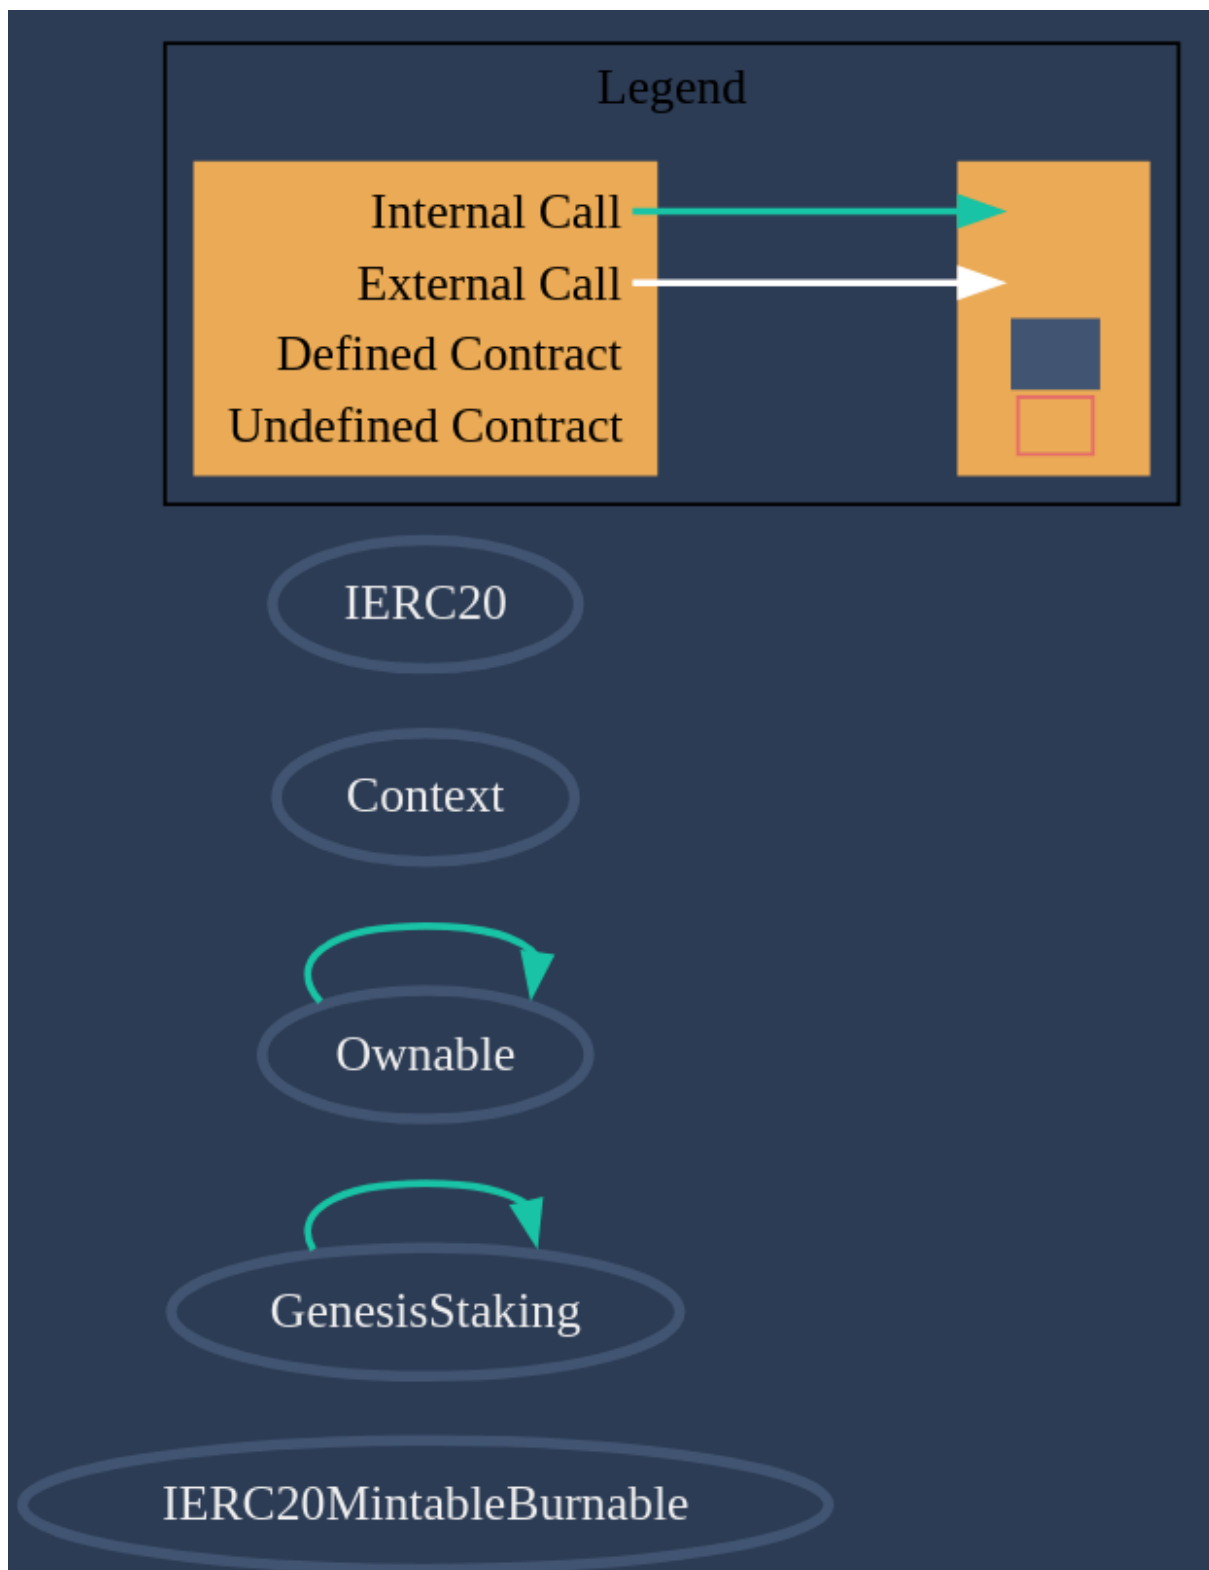 Legend
Internal Call
External Call
Defined Contract
Undefined Contract
IERC20
Context
Ownable
GenesisStaking
IERC20MintableBurnable